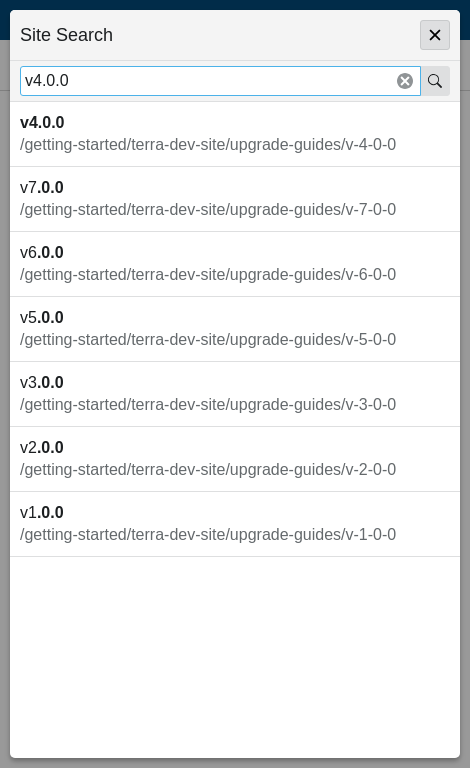 Site Search
v4.0.0
v4.0.0
/getting-started/terra-dev-site/upgrade-guides/v-4-0-0
v7.0.0
/getting-started/terra-dev-site/upgrade-guides/v-7-0-0
v6.0.0
/getting-started/terra-dev-site/upgrade-guides/v-6-0-0
v5.0.0
/getting-started/terra-dev-site/upgrade-guides/v-5-0-0
v3.0.0
/getting-started/terra-dev-site/upgrade-guides/v-3-0-0
v2.0.0
/getting-started/terra-dev-site/upgrade-guides/v-2-0-0
v1.0.0
/getting-started/terra-dev-site/upgrade-guides/v-1-0-0